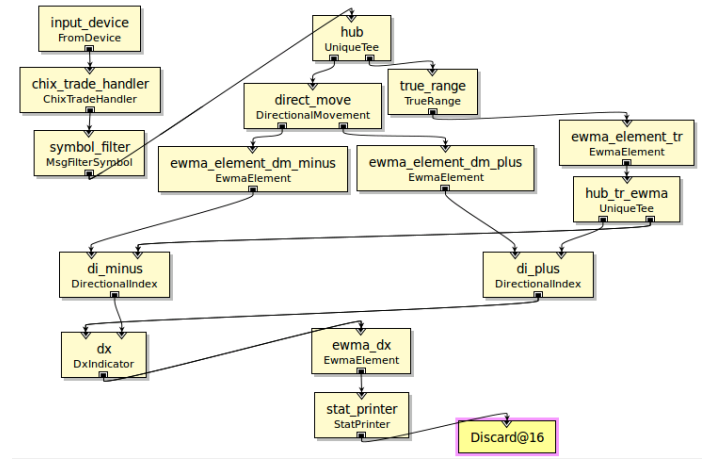 input_device
FromDevice
hub
UniqueTee
chix_trade_handler
ChixTradeHandler
true_range
TrueRange
direct_move
DirectionalMovement
symbol_filter
MsgFilterSymbol
ewma_element_tr
EwmaElement
ewma_element_dm_minus
EwmaElement
ewma_element_dm_plus
EwmaElement
hub_tr_ewma
UniqueTee
di_minus
DirectionalIndex
di_plus
DirectionalIndex
dx
DxIndicator
ewma_dx
EwmaElement
stat_printer
StatPrinter
Discard@16